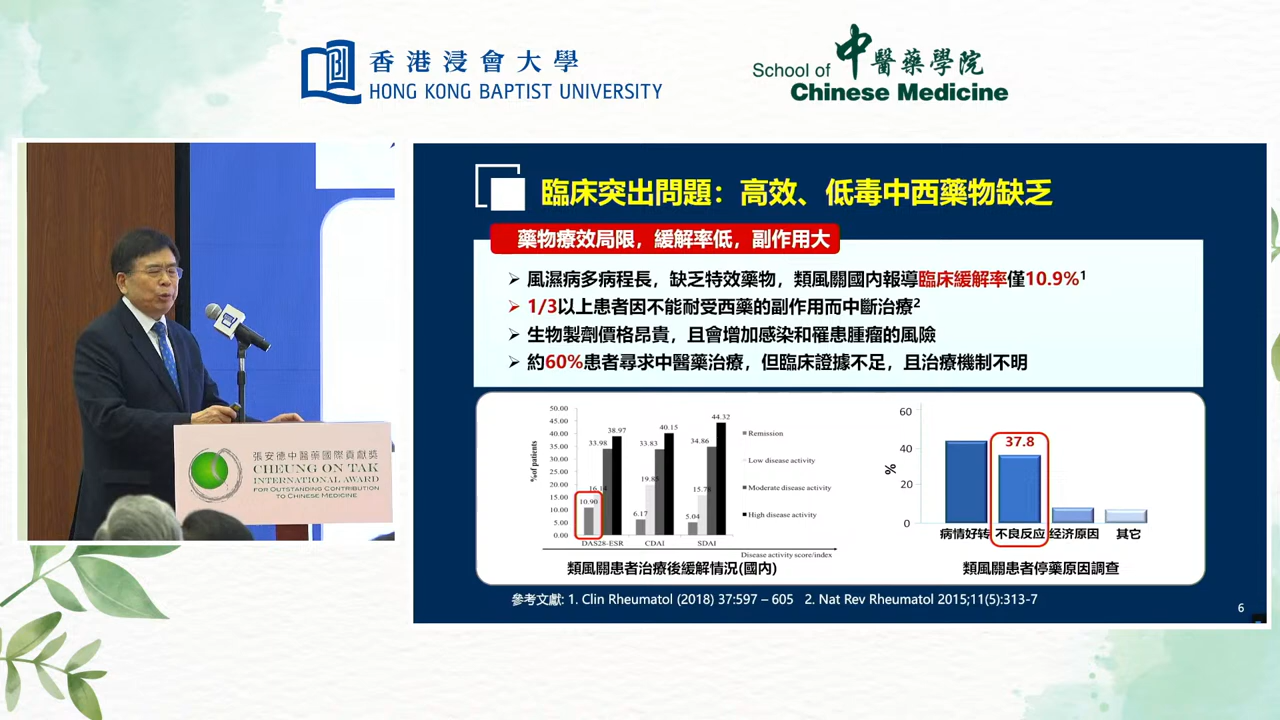 香港浸會大學
HONG KONG BAPTIST UNIVERSITY
School of 中醫藥學院
Chinese Medicine
張安德中醫藥國際貢獻獎
CHEUNG ON TAK
INTERNATIONAL AWARD
FOR OUTSTANDING CONTRIBUTION
TO CHINESE MEDICINE
臨床突出問題：高效、低毒中西藥物缺乏
藥物療效局限，緩解率低，副作用大
➢ 風濕病多病程長，缺乏特效藥物，類風關國內報導臨床緩解率僅10.9%¹
➢ 1/3以上患者因不能耐受西藥的副作用而中斷治療²
➢ 生物製劑價格昂貴，且會增加感染和罹患腫瘤的風險
➢ 約60%患者尋求中醫藥治療，但臨床證據不足，且治療機制不明
%of patients
50.00
45.00
40.00
35.00
30.00
25.00
20.00
15.00
10.00
5.00
0.00
10.90
16.14
33.98
38.97
6.17
19.85
33.83
40.15
5.04
15.78
34.86
44.32
DAS28-ESR CDAI SDAI
Remission
Low disease activity
Moderate disease activity
High disease activity
Disease activity score/index
類風關患者治療後緩解情況(國內)
%
60
40
20
0
37.8
病情好转 不良反应 经济原因 其它
類風關患者停藥原因調查
參考文獻: 1. Clin Rheumatol (2018) 37:597 – 605 2. Nat Rev Rheumatol 2015;11(5):313-7
6